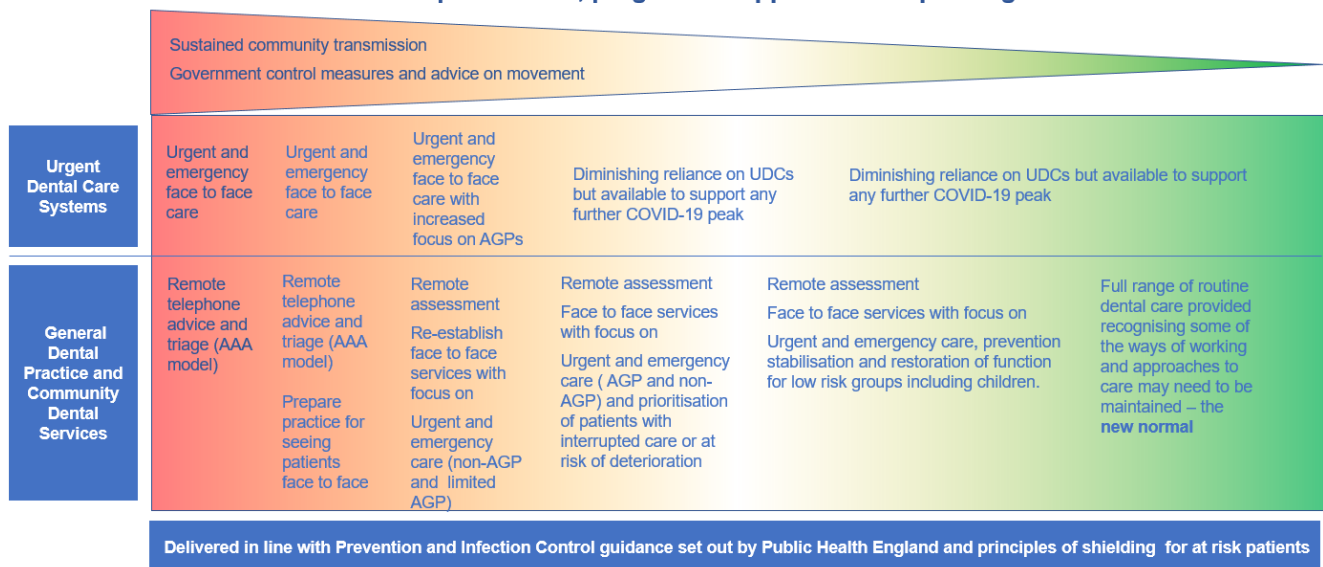 Sustained community transmission
Government control measures and advice on movement
Urgent
Dental Care
Systems
Urgent and
emergency
face to face
care
Urgent and
emergency
face to face
care
Urgent and
emergency
face to face
care with
increased
focus on AGPs
Diminishing reliance on UDCs
but available to support any
further COVID-19 peak
Diminishing reliance on UDCs but available to support
any further COVID-19 peak
General
Dental
Practice and
Community
Dental
Services
Remote
telephone
advice and
triage (AAA
model)
Remote
telephone
advice and
triage (AAA
model)
Prepare
practice for
seeing
patients
face to face
Remote
assessment
Re-establish
face to face
services with
focus on
Urgent and
emergency
care (non-AGP
and limited
AGP)
Remote assessment
Face to face services
with focus on
Urgent and emergency
care ( AGP and non-
AGP) and prioritisation
of patients with
interrupted care or at
risk of deterioration
Remote assessment
Face to face services with focus on
Urgent and emergency care, prevention
stabilisation and restoration of function
for low risk groups including children.
Full range of routine
dental care provided
recognising some of
the ways of working
and approaches to
care may need to be
maintained – the
new normal
Delivered in line with Prevention and Infection Control guidance set out by Public Health England and principles of shielding for at risk patients